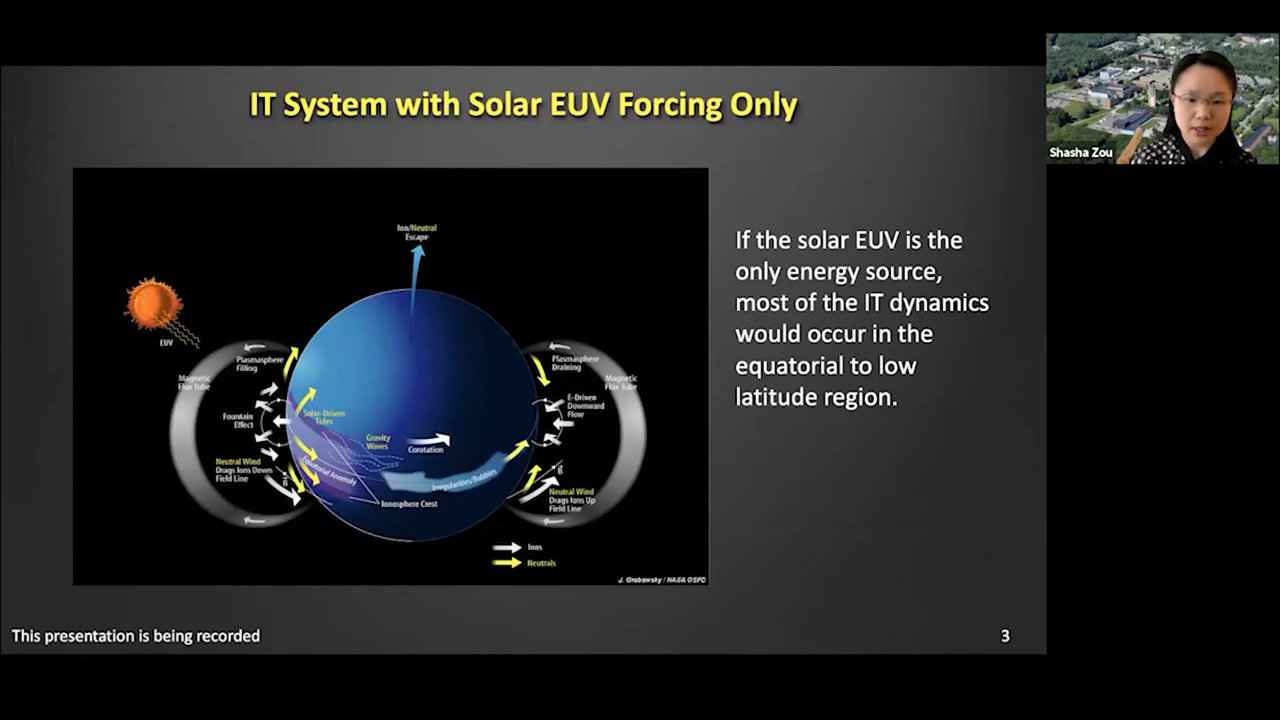 IT System with Solar EUV Forcing Only
Shasha Zou
Ion/Neutral
Escape
EUV
Plasmasphere
Filling
Magnetic
Flux Tube
Fountain
Effect
Solar-Driven
Tides
Gravity
Waves
Corotation
Neutral Wind
Drags Ions Down
Field Line
Equatorial Anomaly
Irregularities/Bubbles
Ionosphere Crest
Plasmasphere
Draining
Magnetic
Flux Tube
E-Driven
Downward
Flow
Neutral Wind
Drags Ions Up
Field Line
Ions
Neutrals
J. Grobowsky / NASA GSFC
If the solar EUV is the
only energy source,
most of the IT dynamics
would occur in the
equatorial to low
latitude region.
This presentation is being recorded
3